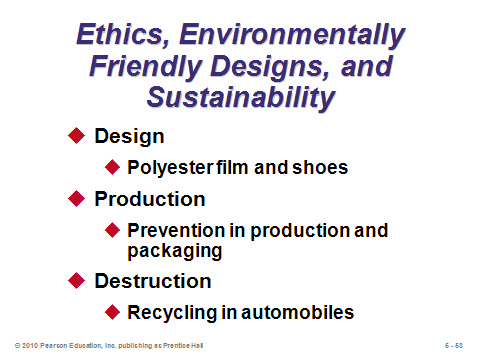 Ethics, Environmentally
Friendly Designs, and
Sustainability
Design
Polyester film and shoes
Production
Prevention in production and
packaging
Destruction
Recycling in automobiles
© 2010 Pearson Education, Inc. publishing as Prentice Hall
5 - 58